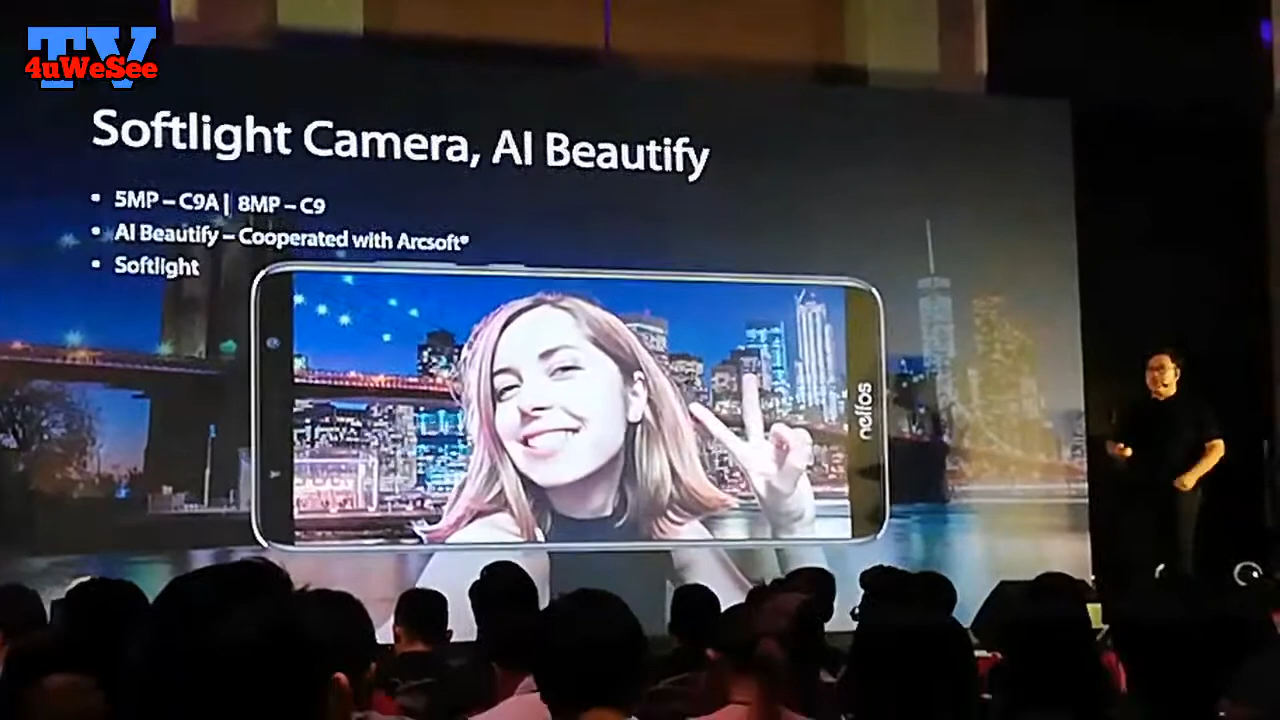 TV
4uWeSee
Softlight Camera, AI Beautify
• 5MP – C9A | 8MP – C9
• AI Beautify – Cooperated with Arcsoft®
• Softlight
neffos